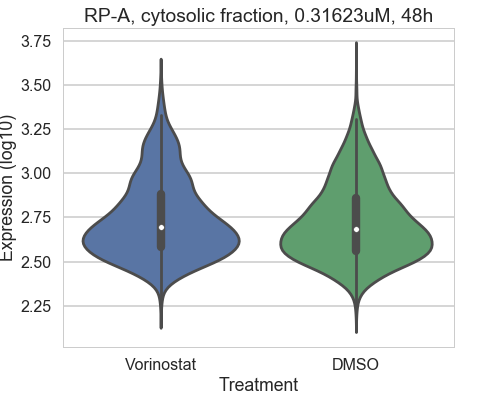 RP-A, cytosolic fraction, 0.31623uM, 48h
3.75
3.50
3.25
3.00
2.75
2.50
2.25
Expression (log10)
Vorinostat
DMSO
Treatment